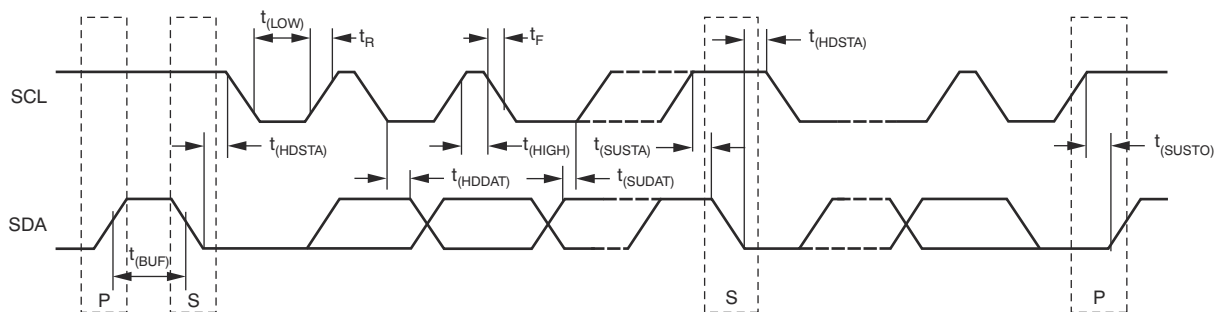 t(LOW)
tR
tF
t(HDSTA)
SCL
t(HDSTA)
t(HIGH)
t(SUSTA)
t(SUSTO)
t(HDDAT)
t(SUDAT)
SDA
t(BUF)
P
S
S
P